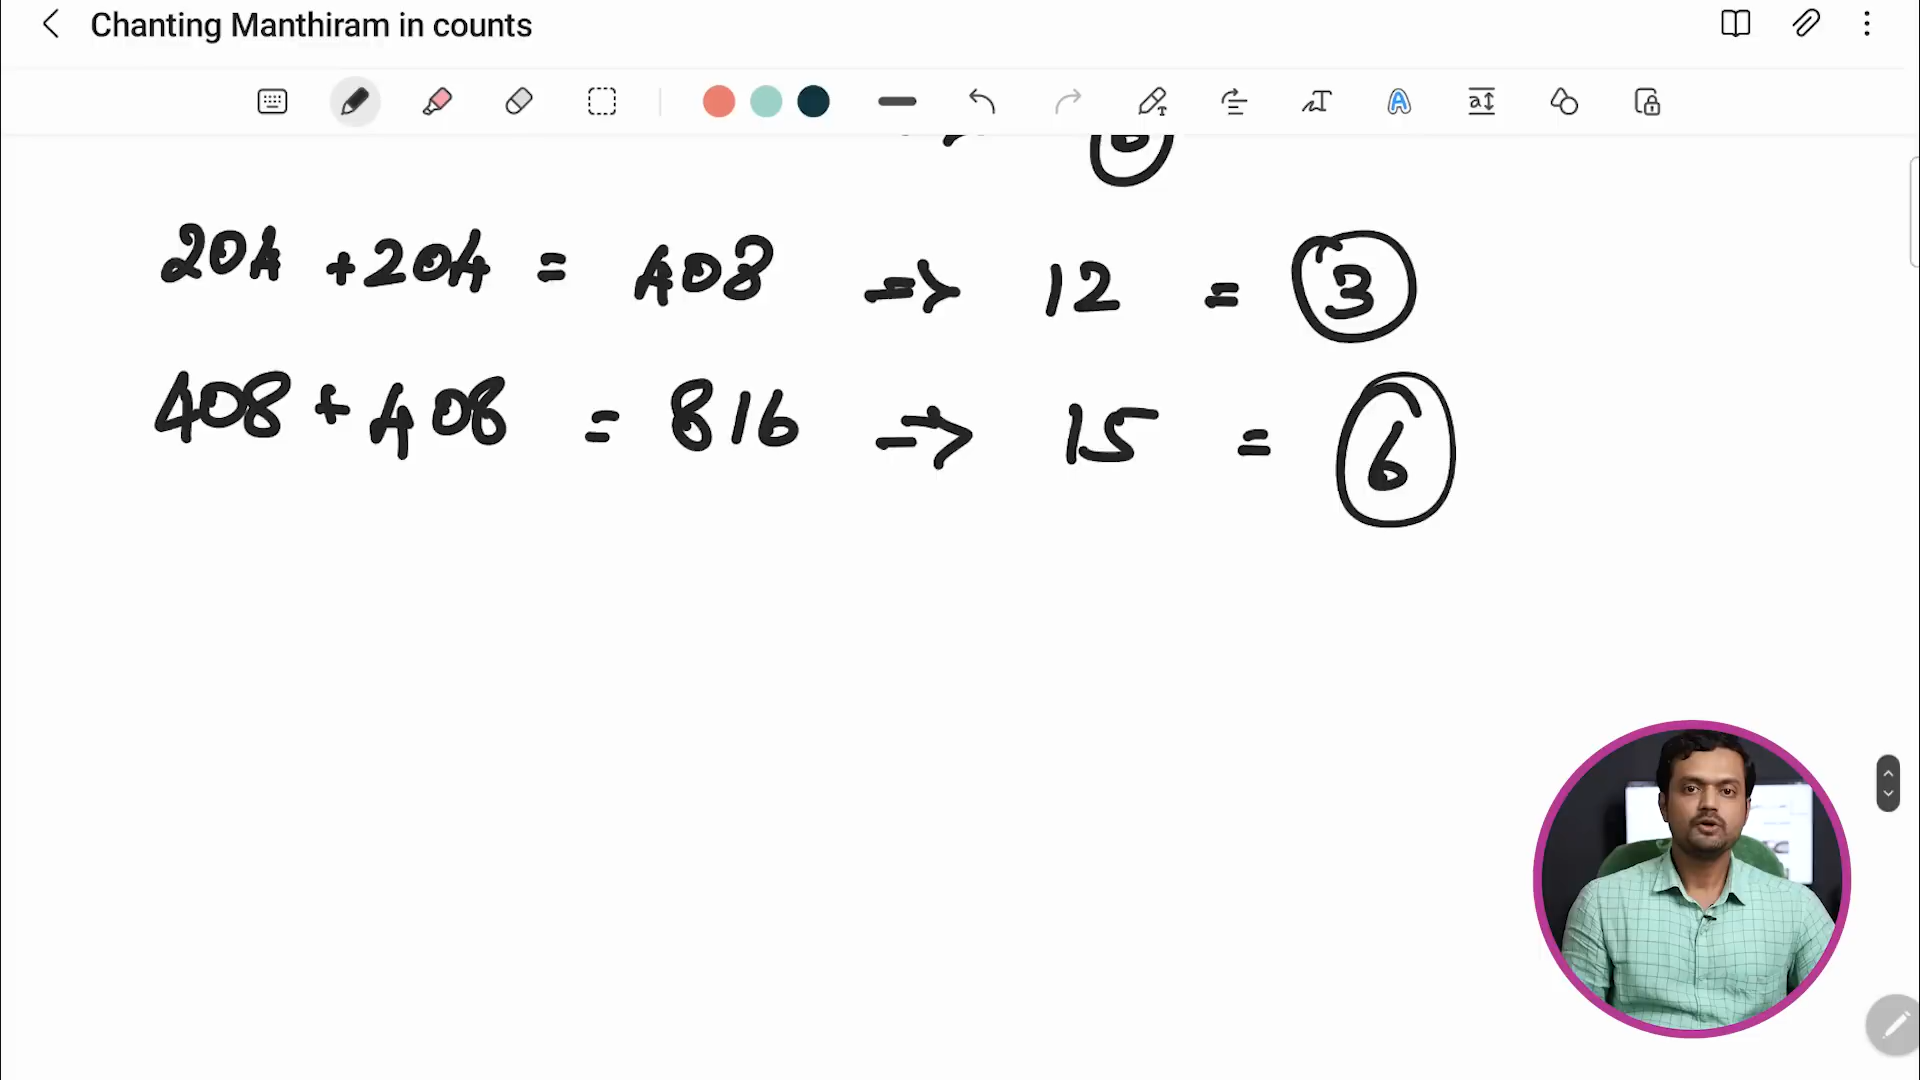 Chanting Manthiram in counts
204 + 204 = 408 => 12 = 3
408 + 408 = 816 -> 15 = 6